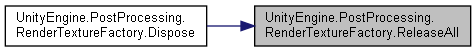 UnityEngine.PostProcessing.
RenderTextureFactory.Dispose
UnityEngine.PostProcessing.
RenderTextureFactory.ReleaseAll